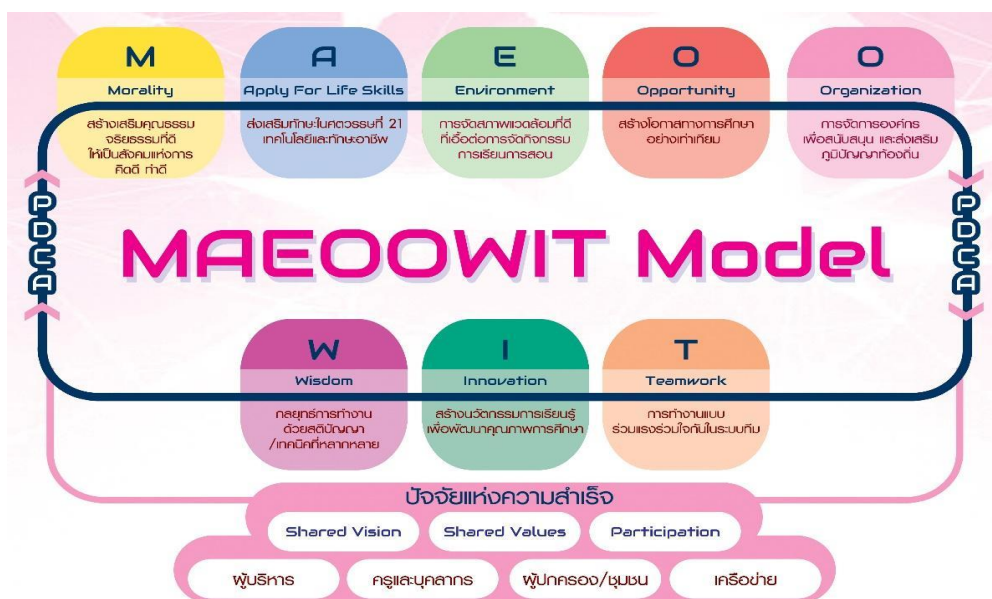 M
Morality
สร้างเสริมคุณธรรม
จริยธรรมที่ดี
ให้เป็นสังคมแห่งการ
คิดดี ทำดี
A
Apply For Life Skills
ส่งเสริมทักษะในศตวรรษที่ 21
เทคโนโลยีและทักษะอาชีพ
E
Environment
การจัดสภาพแวดล้อมที่ดี
ที่เอื้อต่อการจัดกิจกรรม
การเรียนการสอน
O
Opportunity
สร้างโอกาสทางการศึกษา
อย่างเท่าเทียม
O
Organization
การจัดการองค์กร
เพื่อสนับสนุน และส่งเสริม
ภูมิปัญญาท้องถิ่น
PDCA
MAEOOWIT Model
PDCA
W
Wisdom
กลยุทธ์การทำงาน
ด้วยสติปัญญา
/เทคนิคที่หลากหลาย
I
Innovation
สร้างนวัตกรรมการเรียนรู้
เพื่อพัฒนาคุณภาพการศึกษา
T
Teamwork
การทำงานแบบ
ร่วมแรงร่วมใจกันในระบบทีม
ปัจจัยแห่งความสำเร็จ
Shared Vision
Shared Values
Participation
ผู้บริหาร
ครูและบุคลากร
ผู้ปกครอง/ชุมชน
เครือข่าย